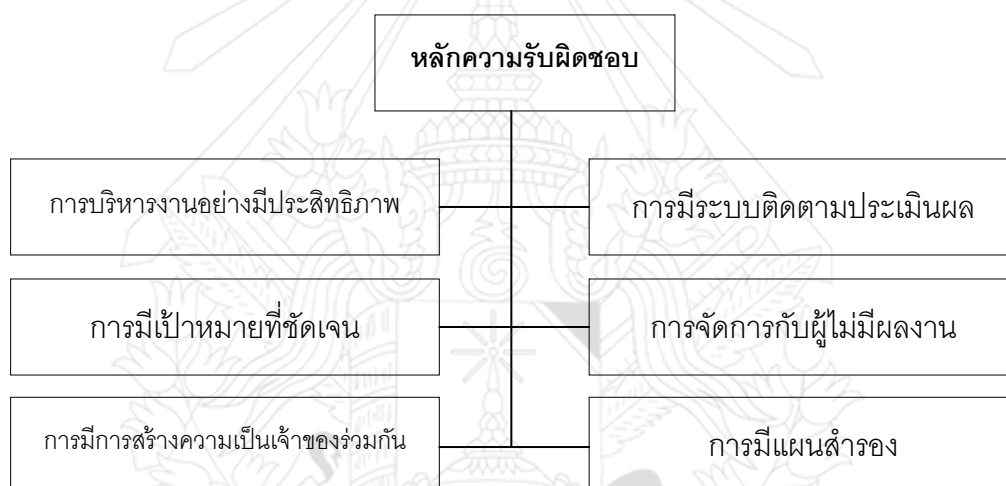 หลักความรับผิดชอบ
การบริหารงานอย่างมีประสิทธิภาพ
การมีระบบติดตามประเมินผล
การมีเป้าหมายที่ชัดเจน
การจัดการกับผู้ไม่มีผลงาน
การมีการสร้างความเป็นเจ้าของร่วมกัน
การมีแผนสำรอง